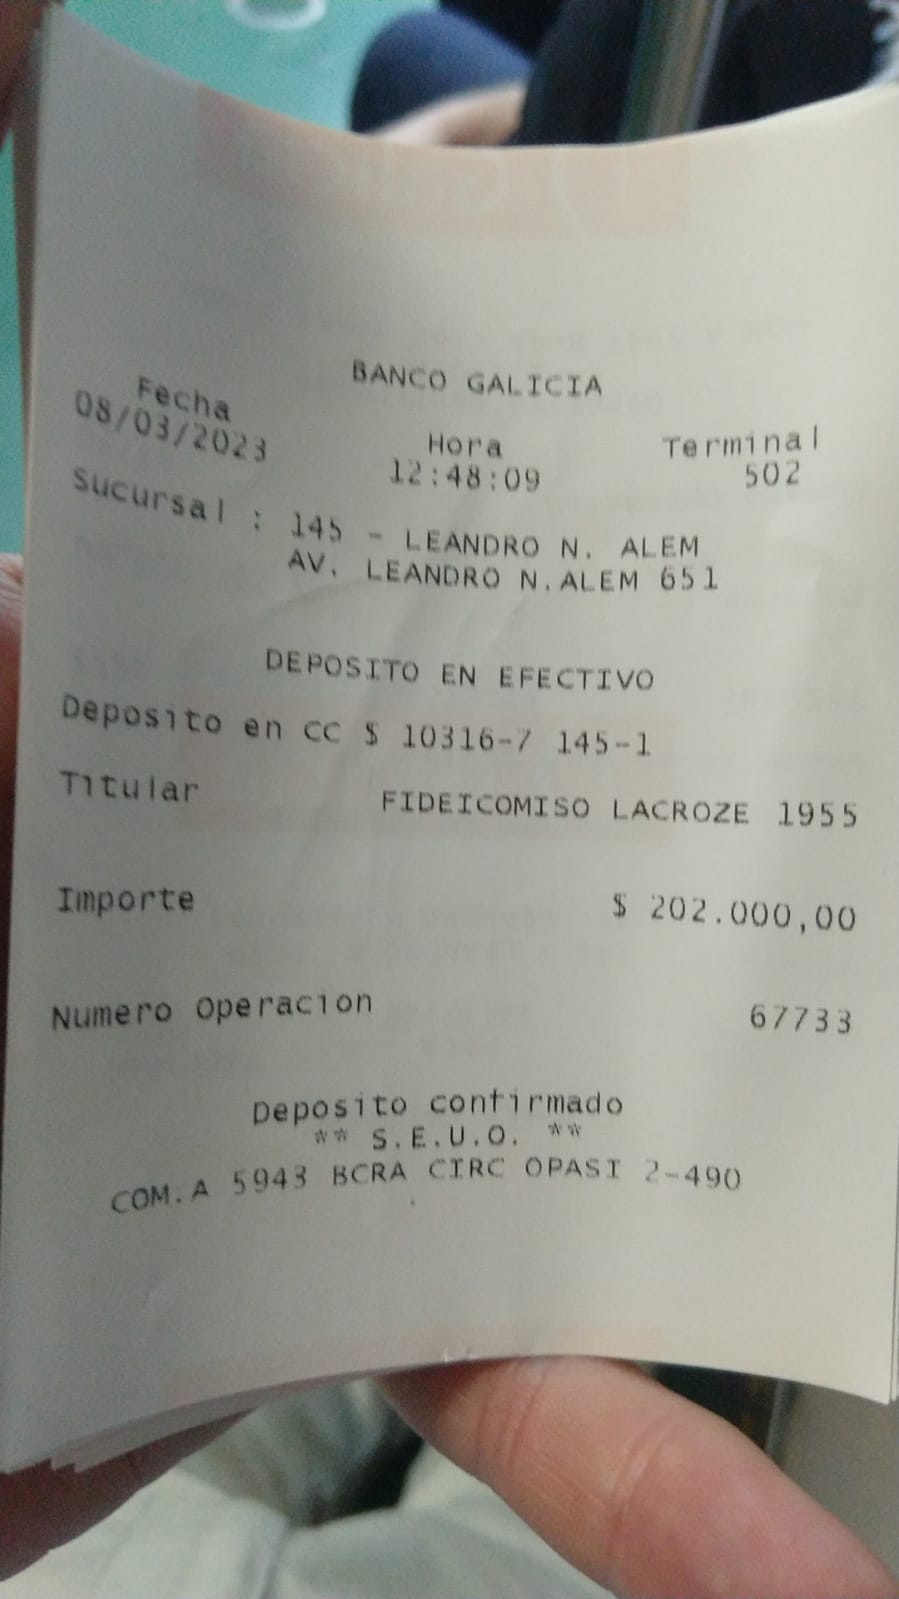 BANCO GALICIA
Fecha Hora Terminal
08/03/2023 12:48:09 502
Sucursal : 145 - LEANDRO N. ALEM
AV. LEANDRO N.ALEM 651
DEPOSITO EN EFECTIVO
Deposito en CC $ 10316-7 145-1
Titular FIDEICOMISO LACROZE 1955
Importe $ 202.000,00
Numero Operacion 67733
Deposito confirmado
** S.E.U.O. **
COM.A 5943 BCRA CIRC OPASI 2-490